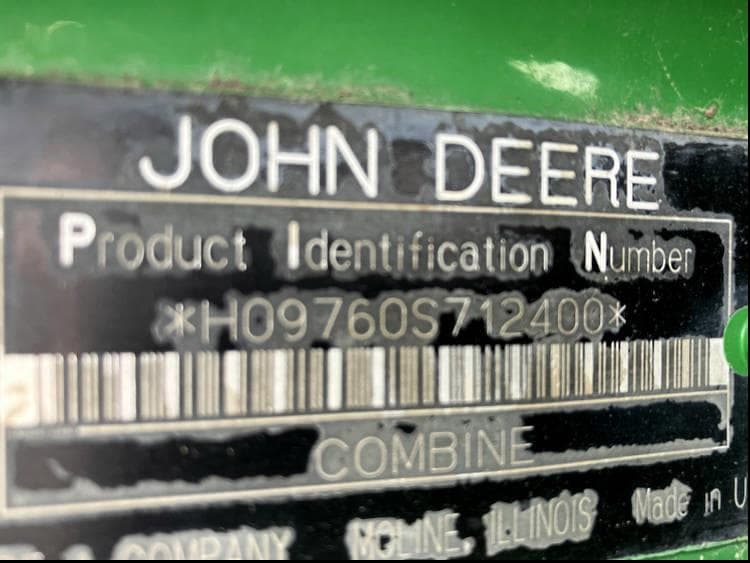 JOHN DEERE
Product Identification Number
*H09760S712400*
COMBINE
COMPANY MOLINE, ILLINOIS Made in U